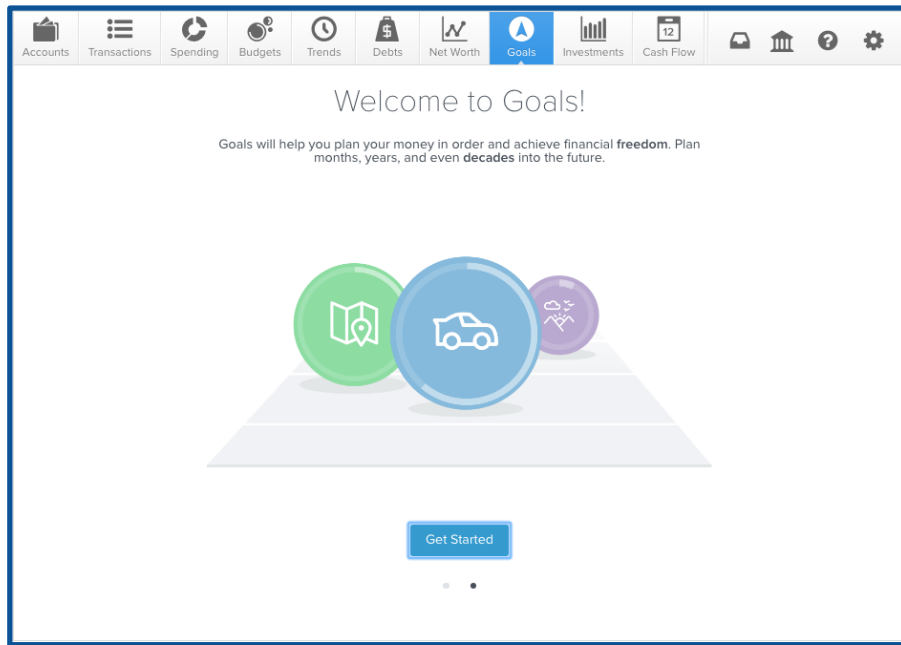 Accounts
Transactions
Spending
Budgets
Trends
Debts
Net Worth
Goals
Investments
12
Cash Flow
Welcome to Goals!
Goals will help you plan your money in order and achieve financial freedom. Plan
months, years, and even decades into the future.
Get Started